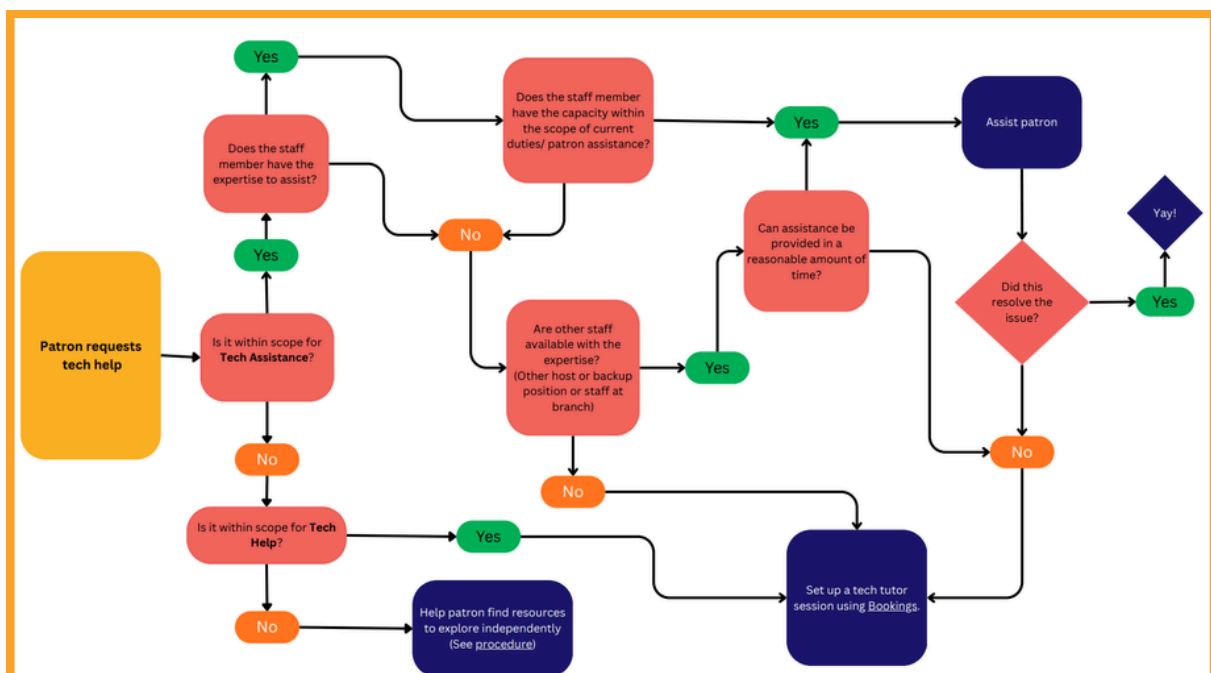 Yes
Does the staff member
have the capacity within
the scope of current
duties/ patron assistance?
Yes
Assist patron
Does the staff
member have the
expertise to assist?
Yay!
No
Can assistance be
provided in a
reasonable amount of
time?
Yes
Patron requests
tech help
Is it within scope for
Tech Assistance?
Are other staff
available with the
expertise?
(Other host or backup
position or staff at
branch)
Yes
Did this
resolve the
issue?
Yes
No
No
No
Is it within scope for Tech
Help?
Yes
Set up a tech tutor
session using Bookings.
No
Help patron find resources
to explore independently
(See procedure)